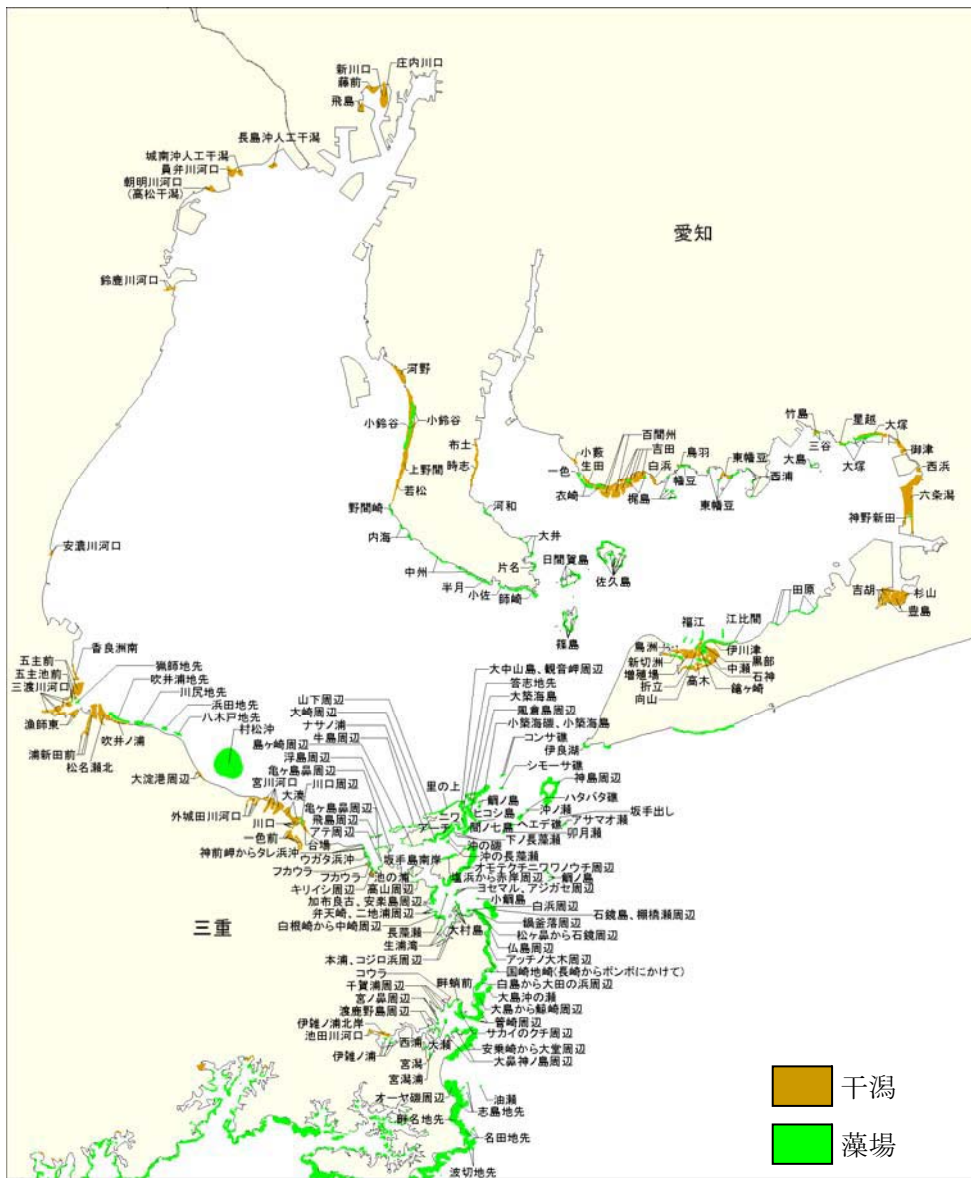 新川口
庄内川口
藤前
飛島
長島沖人工干潟
城南沖人工干潟
員弁川河口
朝明川河口
(高松干潟)
愛知
鈴鹿川河口
河野
小鈴谷
小鈴谷
上野間
若松
布土
時志
野間崎
河和
内海
大井
中州
片名
半月
小佐
師崎
日間賀島
佐久島
篠島
小藪
一色
生田
衣崎
百間州
吉田
白浜
梶島
鳥羽
幡豆
東幡豆
東幡豆
西浦
竹島
三谷
大島
星越
大塚
大塚
御津
西浜
六条潟
神野新田
吉胡
杉山
豊島
田原
江比間
福江
伊川津
黒部
中瀬
石神
鎗ヶ崎
高木
向山
折立
増殖場
新切洲
鳥洲
安濃川河口
香良洲南
五主前
五主池前
三渡川河口
猟師地先
吹井浦地先
川尻地先
浜田地先
八木戸地先
村松沖
漁師東
浦新田前
松名瀬北
吹井ノ浦
大淀港周辺
宮川河口
大湊
川口周辺
外城田川河口
川口
一色前
台場
大中山島、観音岬周辺
答志地先
大築海島
風倉島周辺
小築海磯、小築海島
コンサ礁
シモーサ礁
伊良湖
山下周辺
大崎周辺
ナサノ浦
牛島周辺
島ヶ崎周辺
浮島周辺
亀ヶ島鼻周辺
亀ヶ島鼻周辺
飛島周辺
アテ周辺
里の上
ニワ
アーチ
鯛ノ島
ヒコシ島
間ノ七島
神島周辺
ハタバタ礁
沖ノ瀬
坂手出し
アサマオ瀬
ヘエデ礁
卯月瀬
下ノ長藻瀬
沖の磯
沖の長藻瀬
神前岬からタレ浜沖
ウガタ浜沖
坂手島南岸
フカウラ
フカウラ
池の浦
キリイシ周辺
高山周辺
オモテクチニワワノウチ周辺
塩浜から赤岸周辺
鯛ノ島
ヨセマル、アジガセ周辺
小鯛島
加布良古、安楽島周辺
弁天崎、二地浦周辺
白根崎から中崎周辺
白浜周辺
石鏡島、棚橋瀬周辺
鍋釜落周辺
長藻瀬
大村島
生浦湾
松ヶ鼻から石鏡周辺
三重
仏島周辺
本浦、コジロ浜周辺
アッチノ大木周辺
国崎地崎(長崎からボンボにかけて)
コウラ
畔蛸前
白島から大田の浜周辺
千賀浦周辺
宮ノ鼻周辺
大島沖の瀬
渡鹿野島周辺
大島から鯨崎周辺
伊雑ノ浦北岸
菅崎周辺
池田川河口
サカイのクチ周辺
西浦
大瀬
伊雑ノ浦
安乗崎から大堂周辺
宮潟
大鼻神ノ島周辺
宮潟浦
オーヤ磯周辺
油瀬
志島地先
畔名地先
名田地先
波切地先
干潟
藻場